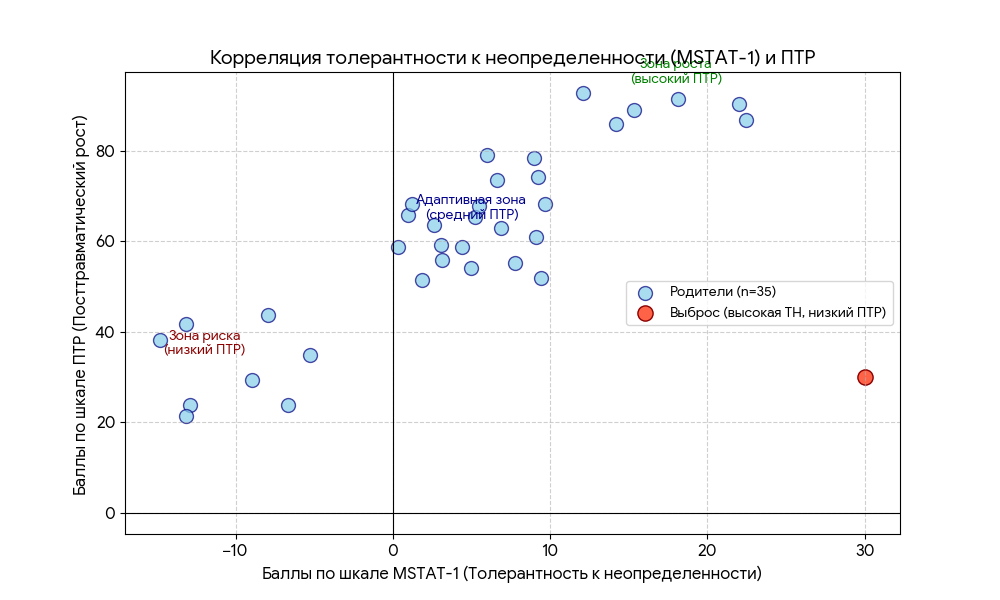 Корреляция толерантности к неопределенности (MSTAT-1) и ПТР
Зона роста
(высокий ПТР)
Адаптивная зона
(средний ПТР)
Зона риска
(низкий ПТР)
Родители (n=35)
Выброс (высокая ТН, низкий ПТР)
Баллы по шкале ПТР (Посттравматический рост)
80
60
40
20
0
−10
0
10
20
30
Баллы по шкале MSTAT-1 (Толерантность к неопределенности)